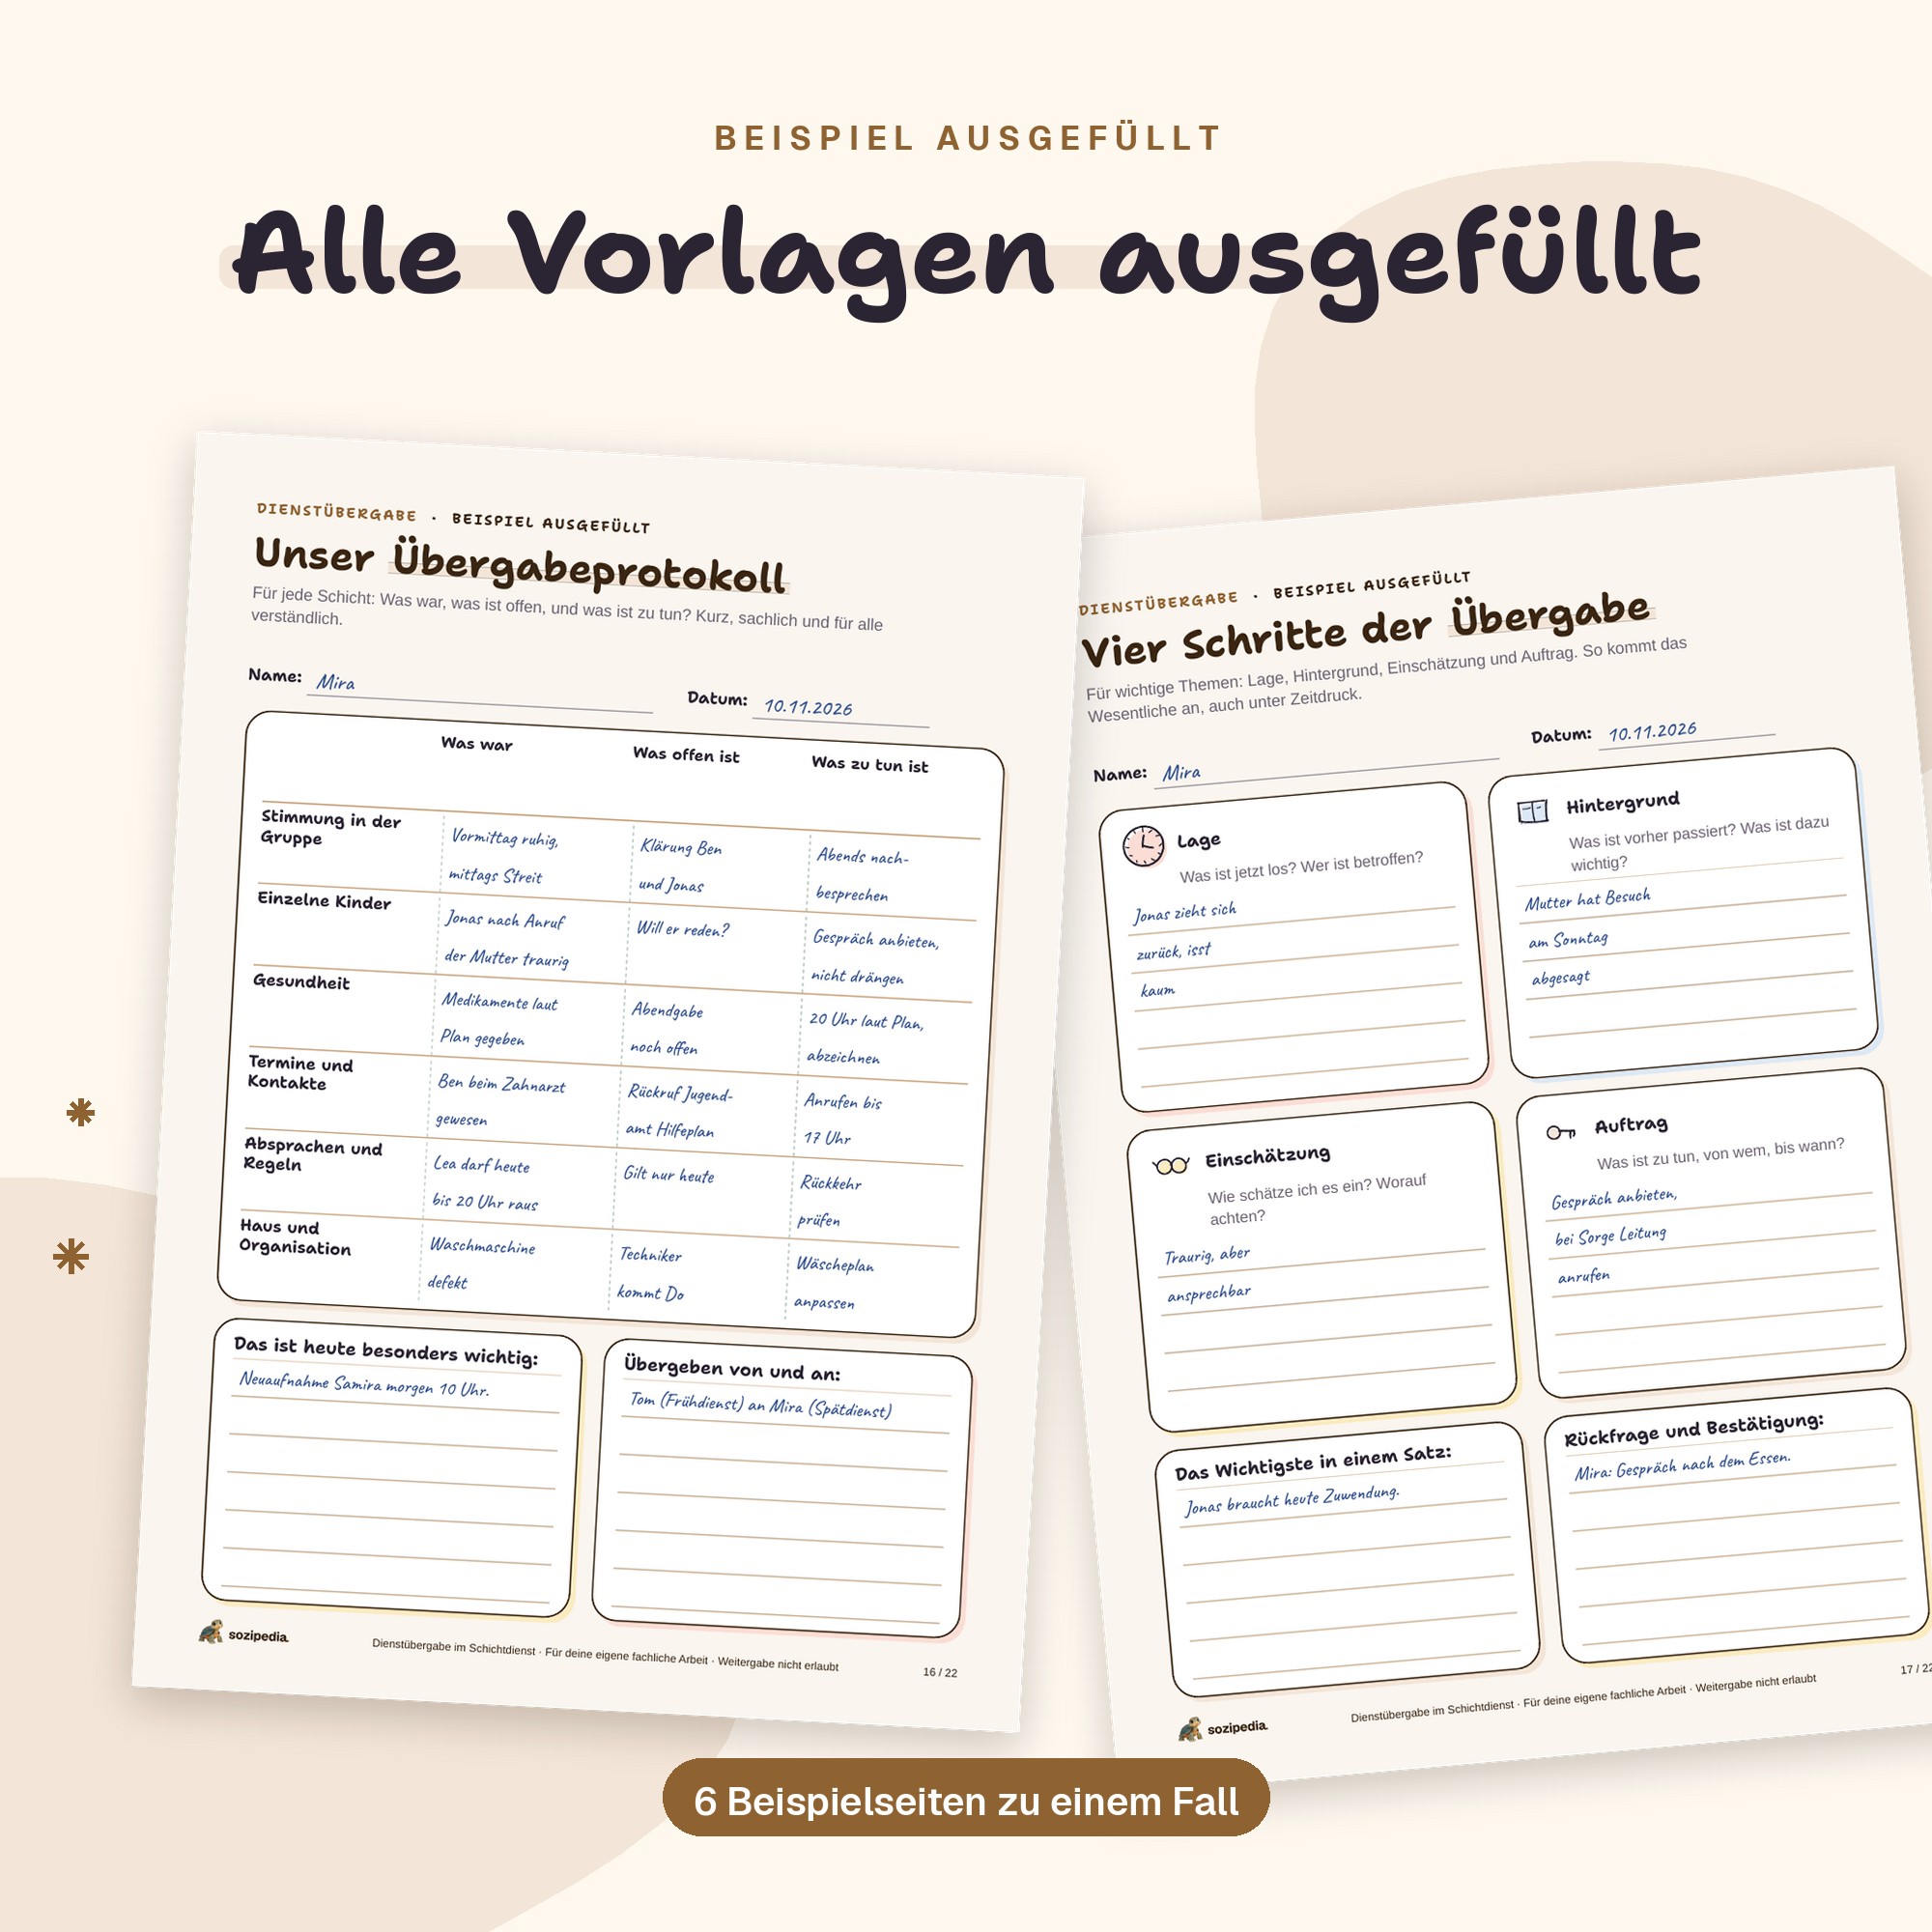 BEISPIEL AUSGEFÜLLT
Alle Vorlagen ausgefüllt
DIENSTÜBERGABE · BEISPIEL AUSGEFÜLLT
Unser Übergabeprotokoll
Für jede Schicht: Was war, was ist offen, und was ist zu tun? Kurz, sachlich und für alle
verständlich.
Name: Mira Datum: 10.11.2026
Was war Was offen ist Was zu tun ist
Stimmung in der
Gruppe
Vormittag ruhig,
mittags Streit
Klärung Ben
und Jonas
Abends nach-
besprechen
Einzelne Kinder
Jonas nach Anruf
der Mutter traurig
Will er reden?
Gespräch anbieten,
nicht drängen
Gesundheit
Medikamente laut
Plan gegeben
Abendgabe
noch offen
20 Uhr laut Plan,
abzeichnen
Termine und
Kontakte
Ben beim Zahnarzt
gewesen
Rückruf Jugend-
amt Hilfeplan
Anrufen bis
17 Uhr
Absprachen und
Regeln
Lea darf heute
bis 20 Uhr raus
Gilt nur heute
Rückkehr
prüfen
Haus und
Organisation
Waschmaschine
defekt
Techniker
kommt Do
Wäscheplan
anpassen
Das ist heute besonders wichtig:
Neuaufnahme Samira morgen 10 Uhr.
Übergeben von und an:
Tom (Frühdienst) an Mira (Spätdienst)
sozipedia.
Dienstübergabe im Schichtdienst · Für deine eigene fachliche Arbeit · Weitergabe nicht erlaubt
16 / 22
DIENSTÜBERGABE · BEISPIEL AUSGEFÜLLT
Vier Schritte der Übergabe
Für wichtige Themen: Lage, Hintergrund, Einschätzung und Auftrag. So kommt das
Wesentliche an, auch unter Zeitdruck.
Name: Mira Datum: 10.11.2026
Lage
Was ist jetzt los? Wer ist betroffen?
Jonas zieht sich
zurück, isst
kaum
Hintergrund
Was ist vorher passiert? Was ist dazu
wichtig?
Mutter hat Besuch
am Sonntag
abgesagt
Einschätzung
Wie schätze ich es ein? Worauf
achten?
Traurig, aber
ansprechbar
Auftrag
Was ist zu tun, von wem, bis wann?
Gespräch anbieten,
bei Sorge Leitung
anrufen
Das Wichtigste in einem Satz:
Jonas braucht heute Zuwendung.
Rückfrage und Bestätigung:
Mira: Gespräch nach dem Essen.
sozipedia.
Dienstübergabe im Schichtdienst · Für deine eigene fachliche Arbeit · Weitergabe nicht erlaubt
17 / 22
6 Beispielseiten zu einem Fall